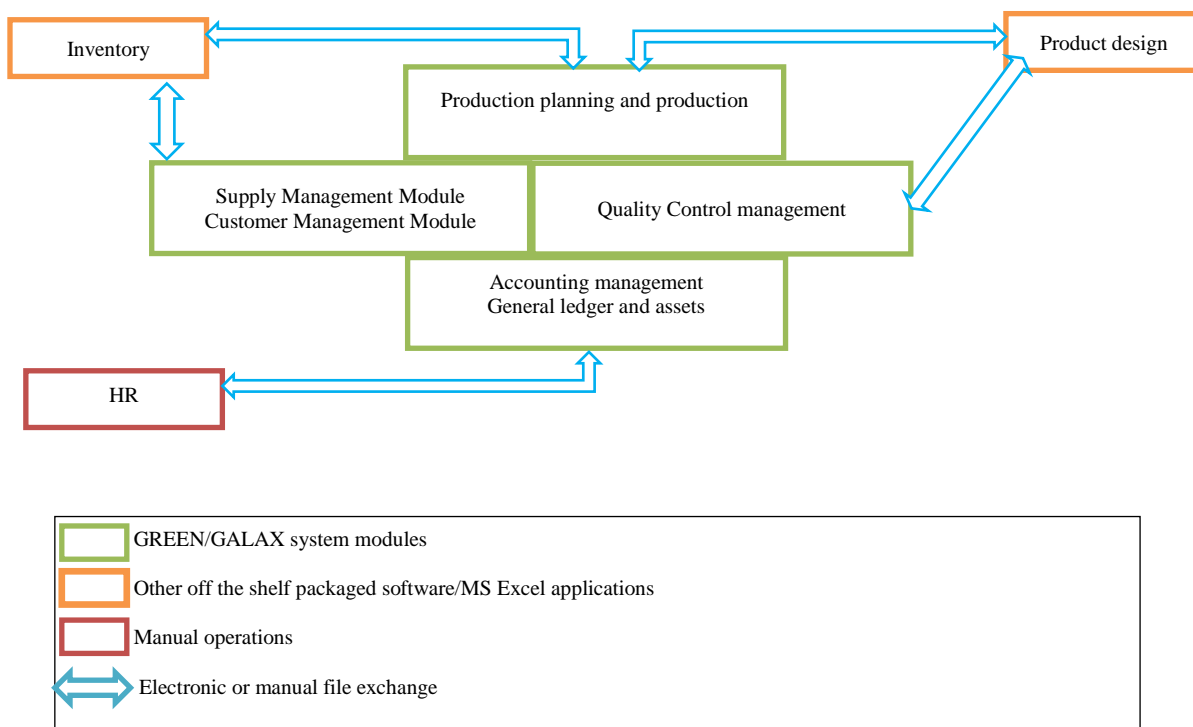 Inventory
Product design
Production planning and production
Supply Management Module
Customer Management Module
Quality Control management
Accounting management
General ledger and assets
HR
GREEN/GALAX system modules
Other off the shelf packaged software/MS Excel applications
Manual operations
Electronic or manual file exchange